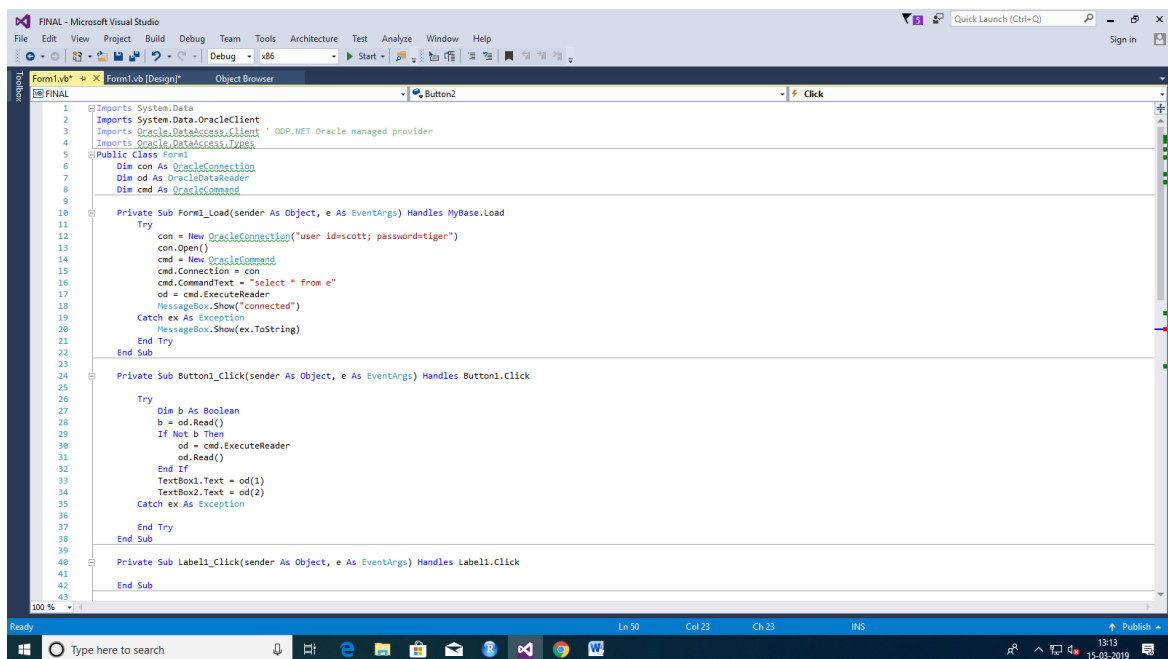 FINAL - Microsoft Visual Studio
5
Quick Launch (Ctrl+Q)
File Edit View Project Build Debug Team Tools Architecture Test Analyze Window Help
Sign in
Debug x86 Start
Toolbox
Form1.vb* Form1.vb [Design]* Object Browser
VB FINAL Button2 Click
1 Imports System.Data
2 Imports System.Data.OracleClient
3 Imports Oracle.DataAccess.Client ' ODP.NET Oracle managed provider
4 Imports Oracle.DataAccess.Types
5 Public Class Form1
6 Dim con As OracleConnection
7 Dim od As OracleDataReader
8 Dim cmd As OracleCommand
9
10 Private Sub Form1_Load(sender As Object, e As EventArgs) Handles MyBase.Load
11 Try
12 con = New OracleConnection("user id=scott; password=tiger")
13 con.Open()
14 cmd = New OracleCommand
15 cmd.Connection = con
16 cmd.CommandText = "select * from e"
17 od = cmd.ExecuteReader
18 MessageBox.Show("connected")
19 Catch ex As Exception
20 MessageBox.Show(ex.ToString)
21 End Try
22 End Sub
23
24 Private Sub Button1_Click(sender As Object, e As EventArgs) Handles Button1.Click
25
26 Try
27 Dim b As Boolean
28 b = od.Read()
29 If Not b Then
30 od = cmd.ExecuteReader
31 od.Read()
32 End If
33 TextBox1.Text = od(1)
34 TextBox2.Text = od(2)
35 Catch ex As Exception
36
37 End Try
38 End Sub
39
40 Private Sub Label1_Click(sender As Object, e As EventArgs) Handles Label1.Click
41
42 End Sub
43
100 %
Ready Ln 50 Col 23 Ch 23 INS Publish
Type here to search
13:13
15-03-2019